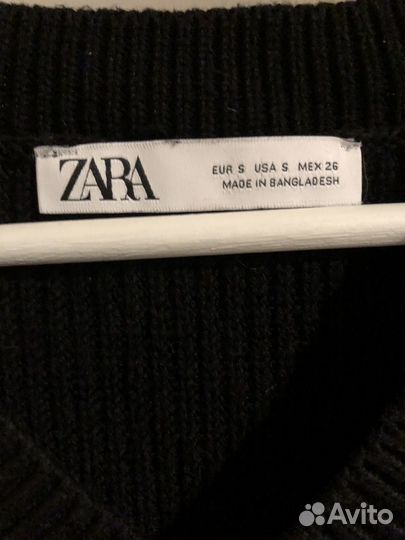 ZARA
EUR S USA S MEX 26
MADE IN BANGLADESH
Avito